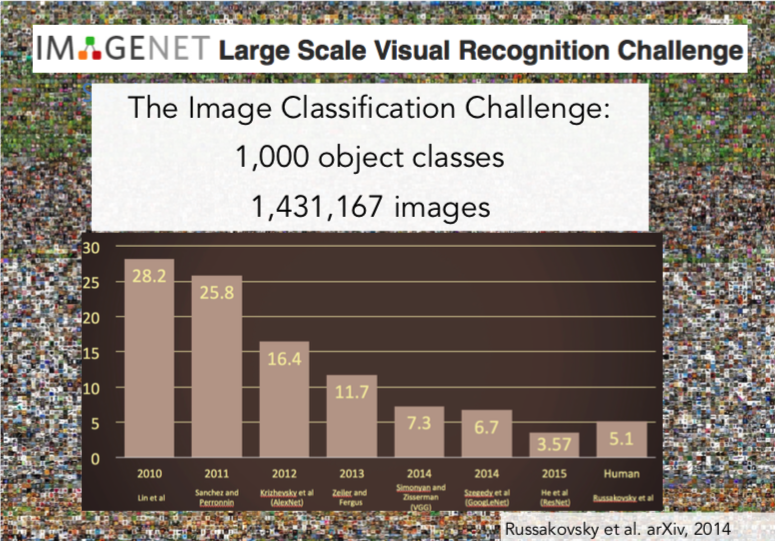 IMAGENET Large Scale Visual Recognition Challenge
The Image Classification Challenge:
1,000 object classes
1,431,167 images
30
25
20
15
10
5
0
28.2
25.8
16.4
11.7
7.3
6.7
3.57
5.1
2010
2011
2012
2013
2014
2014
2015
Human
Lin et al
Sanchez and
Perronnin
Krizhevsky et al
(AlexNet)
Zeiler and
Fergus
Simonyan and
Zisserman
(VGG)
Szegedy et al
(GoogLeNet)
He et al
(ResNet)
Russakovsky et al
Russakovsky et al. arXiv, 2014